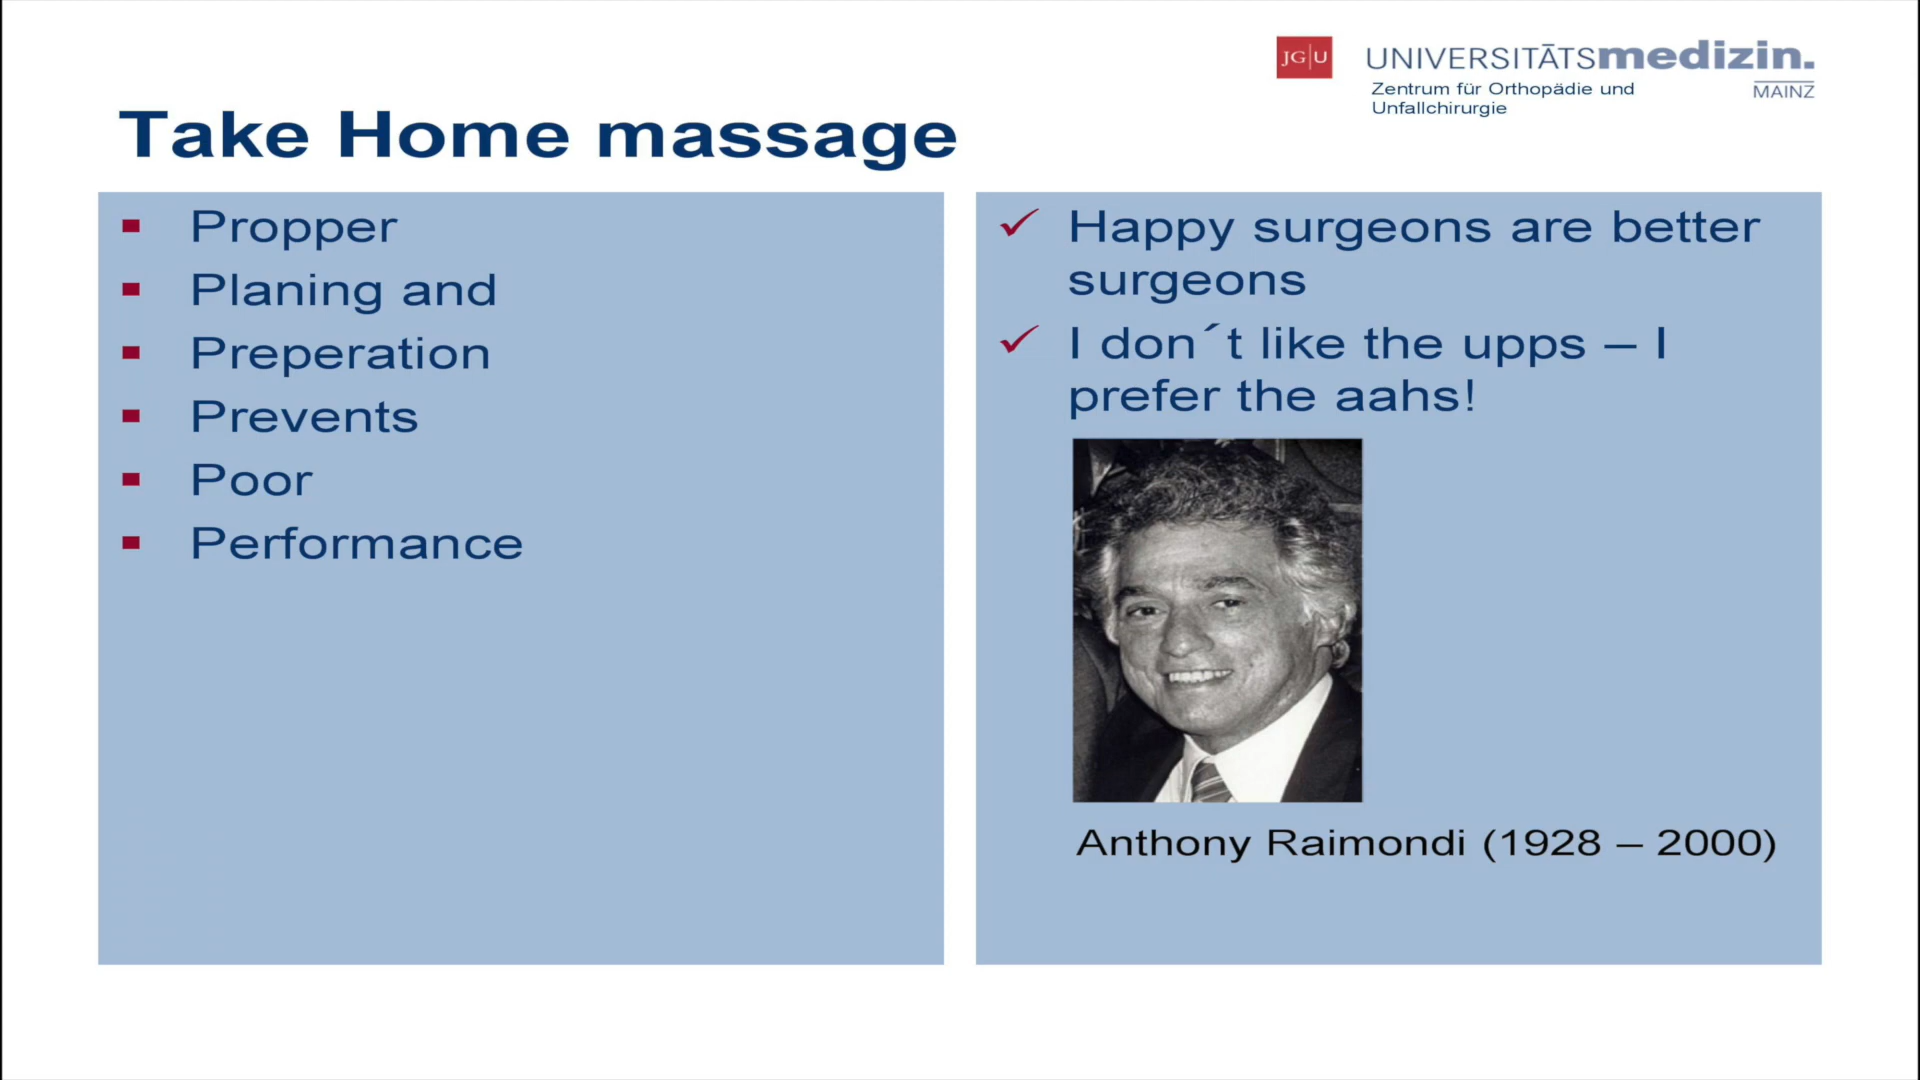 JG|U
UNIVERSITĀTSmedizin.
MAINZ
Zentrum für Orthopädie und
Unfallchirurgie
Take Home massage
Propper
Planing and
Preperation
Prevents
Poor
Performance
Happy surgeons are better
surgeons
I don´t like the upps – I
prefer the aahs!
Anthony Raimondi (1928 – 2000)